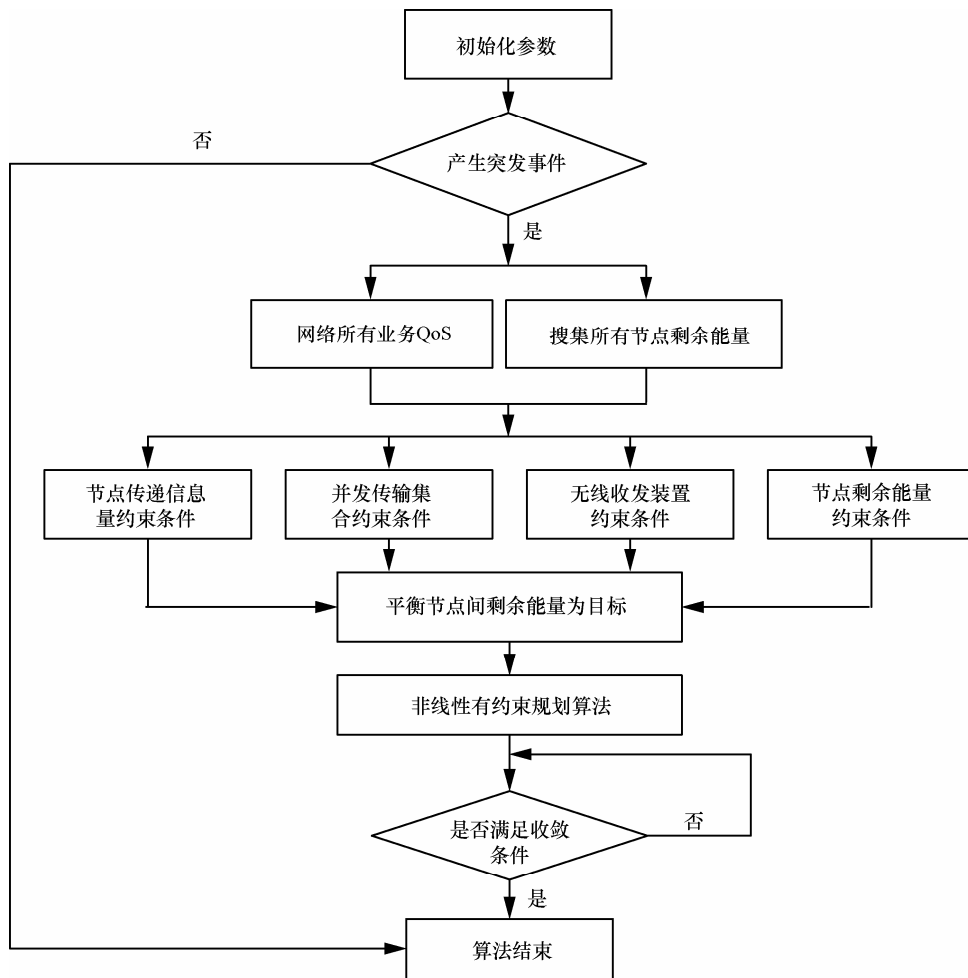 初始化参数
否
产生突发事件
是
网络所有业务QoS
搜集所有节点剩余能量
节点传递信息
量约束条件
并发传输集
合约束条件
无线收发装置
约束条件
节点剩余能量
约束条件
平衡节点间剩余能量为目标
非线性有约束规划算法
是否满足收敛
条件
否
是
算法结束